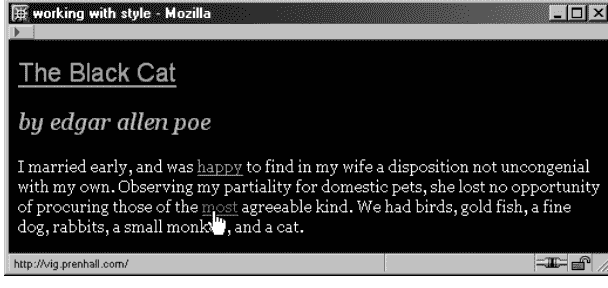 working with style - Mozilla
The Black Cat
by edgar allen poe
I married early, and was happy to find in my wife a disposition not uncongenial
with my own. Observing my partiality for domestic pets, she lost no opportunity
of procuring those of the most agreeable kind. We had birds, gold fish, a fine
dog, rabbits, a small monk , and a cat.
http://vig.prenhall.com/